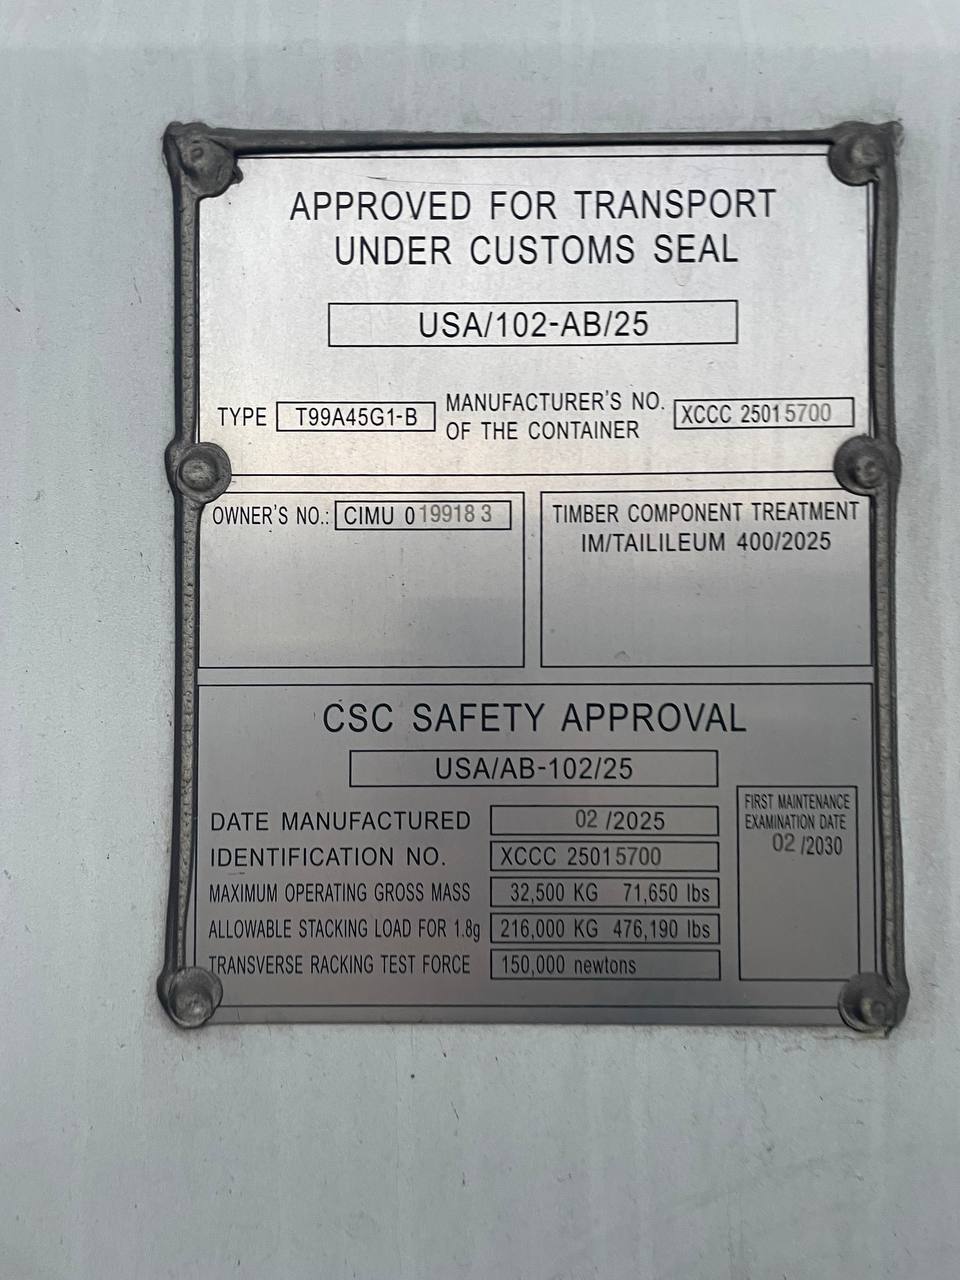 APPROVED FOR TRANSPORT
UNDER CUSTOMS SEAL
USA/102-AB/25
TYPE T99A45G1-B MANUFACTURER'S NO. OF THE CONTAINER XCCC 25015700
OWNER'S NO.: CIMU 019918 3
TIMBER COMPONENT TREATMENT
IM/TAILILEUM 400/2025
CSC SAFETY APPROVAL
USA/AB-102/25
DATE MANUFACTURED 02 /2025
IDENTIFICATION NO. XCCC 25015700
MAXIMUM OPERATING GROSS MASS 32,500 KG 71,650 lbs
ALLOWABLE STACKING LOAD FOR 1.8g 216,000 KG 476,190 lbs
TRANSVERSE RACKING TEST FORCE 150,000 newtons
FIRST MAINTENANCE
EXAMINATION DATE
02 /2030